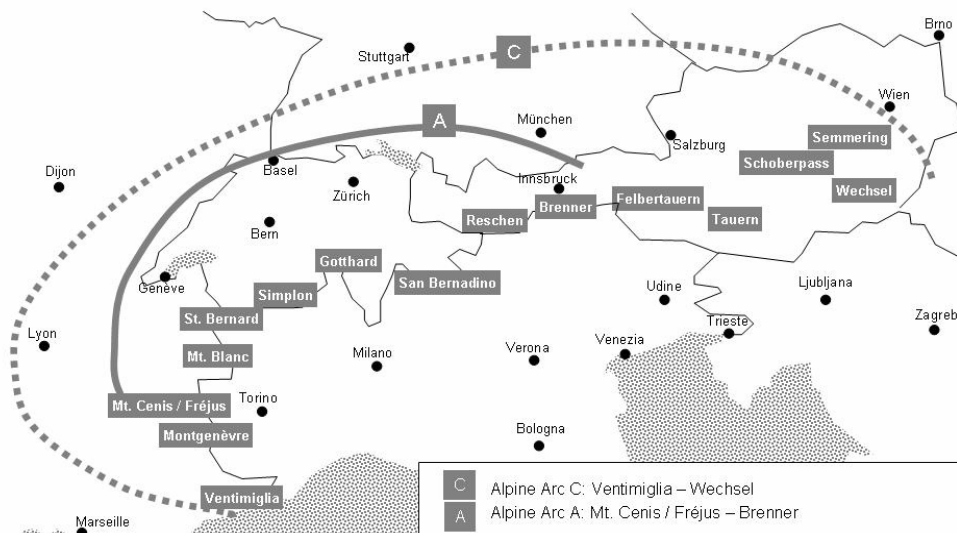 Brno
C
Stuttgart
Wien
A
München
Semmering
Salzburg
Schoberpass
Basel
Dijon
Zürich
Innsbruck
Wechsel
Felbertauern
Brenner
Reschen
Tauern
Bern
Gotthard
San Bernadino
Genève
Simplon
Udine
Ljubljana
St. Bernard
Zagreb
Lyon
Trieste
Venezia
Mt. Blanc
Milano
Verona
Mt. Cenis / Fréjus
Torino
Montgenèvre
Bologna
Ventimiglia
C Alpine Arc C: Ventimiglia – Wechsel
A Alpine Arc A: Mt. Cenis / Fréjus – Brenner
Marseille